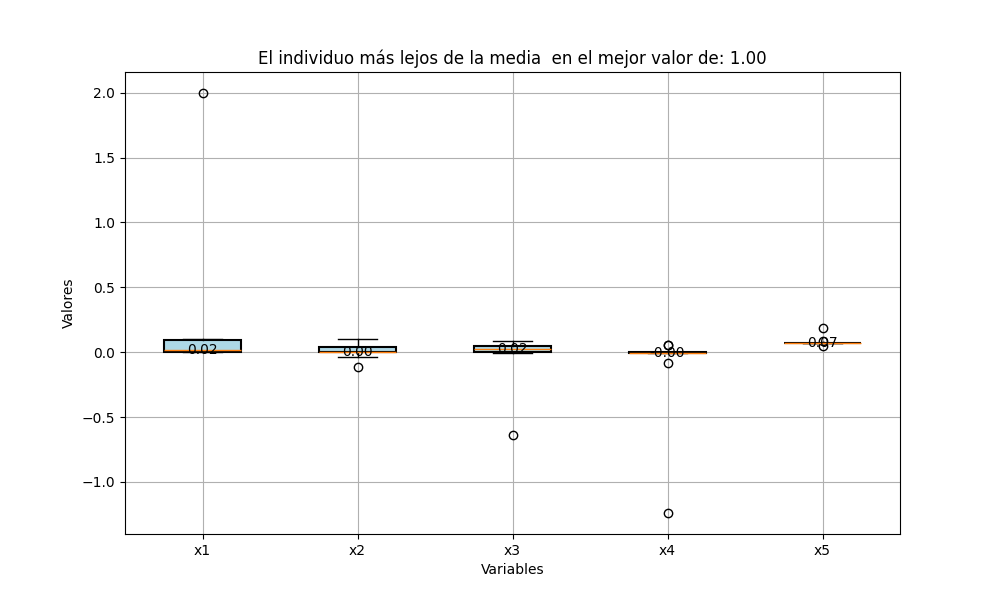 El individuo más lejos de la media  en el mejor valor de: 1.00
Valores
2.0
1.5
1.0
0.5
0.0
−0.5
−1.0
0.02
0.00
0.02
0.00
0.07
x1
x2
x3
x4
x5
Variables